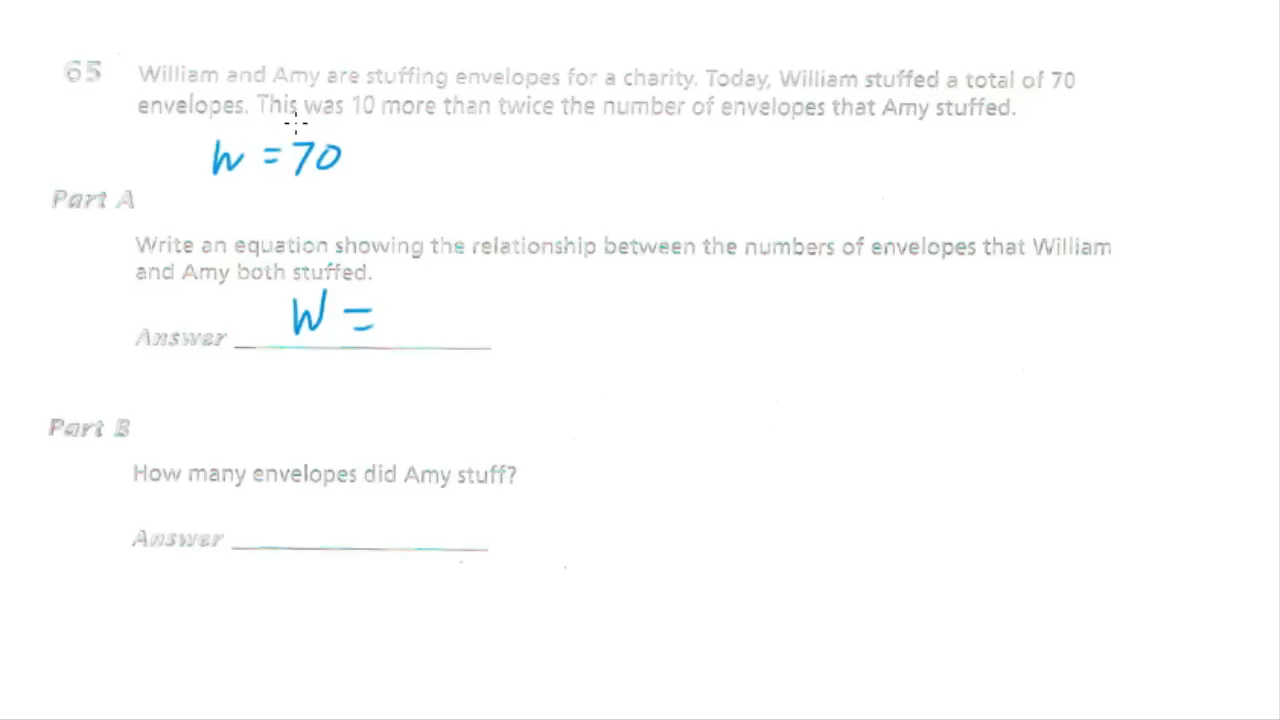 65 William and Amy are stuffing envelopes for a charity. Today, William stuffed a total of 70
envelopes. This was 10 more than twice the number of envelopes that Amy stuffed.
W = 70
Part A
Write an equation showing the relationship between the numbers of envelopes that William
and Amy both stuffed.
Answer W =
Part B
How many envelopes did Amy stuff?
Answer